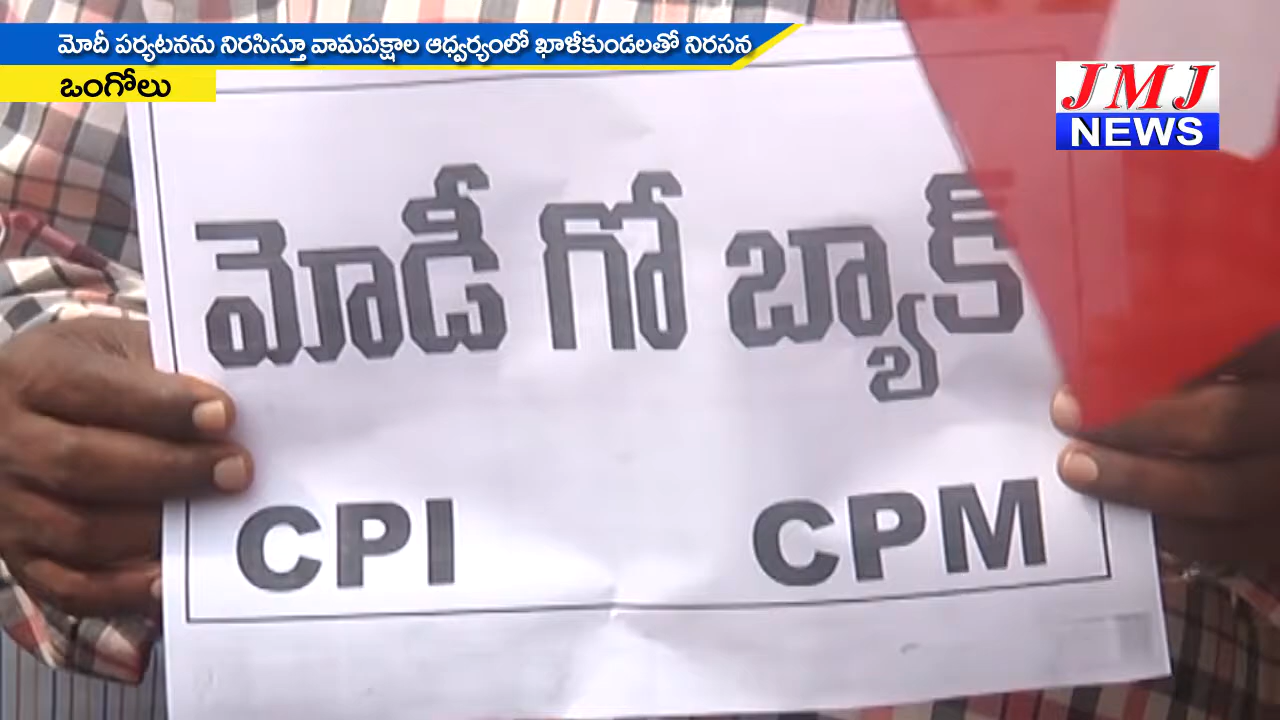 మోదీ పర్యటనను నిరసిస్తూ వామపక్షాల ఆధ్వర్యంలో ఖాళీకుండలతో నిరసన
ఒంగోలు
JMJ
NEWS
మోడీ గో బ్యాక్
CPI CPM